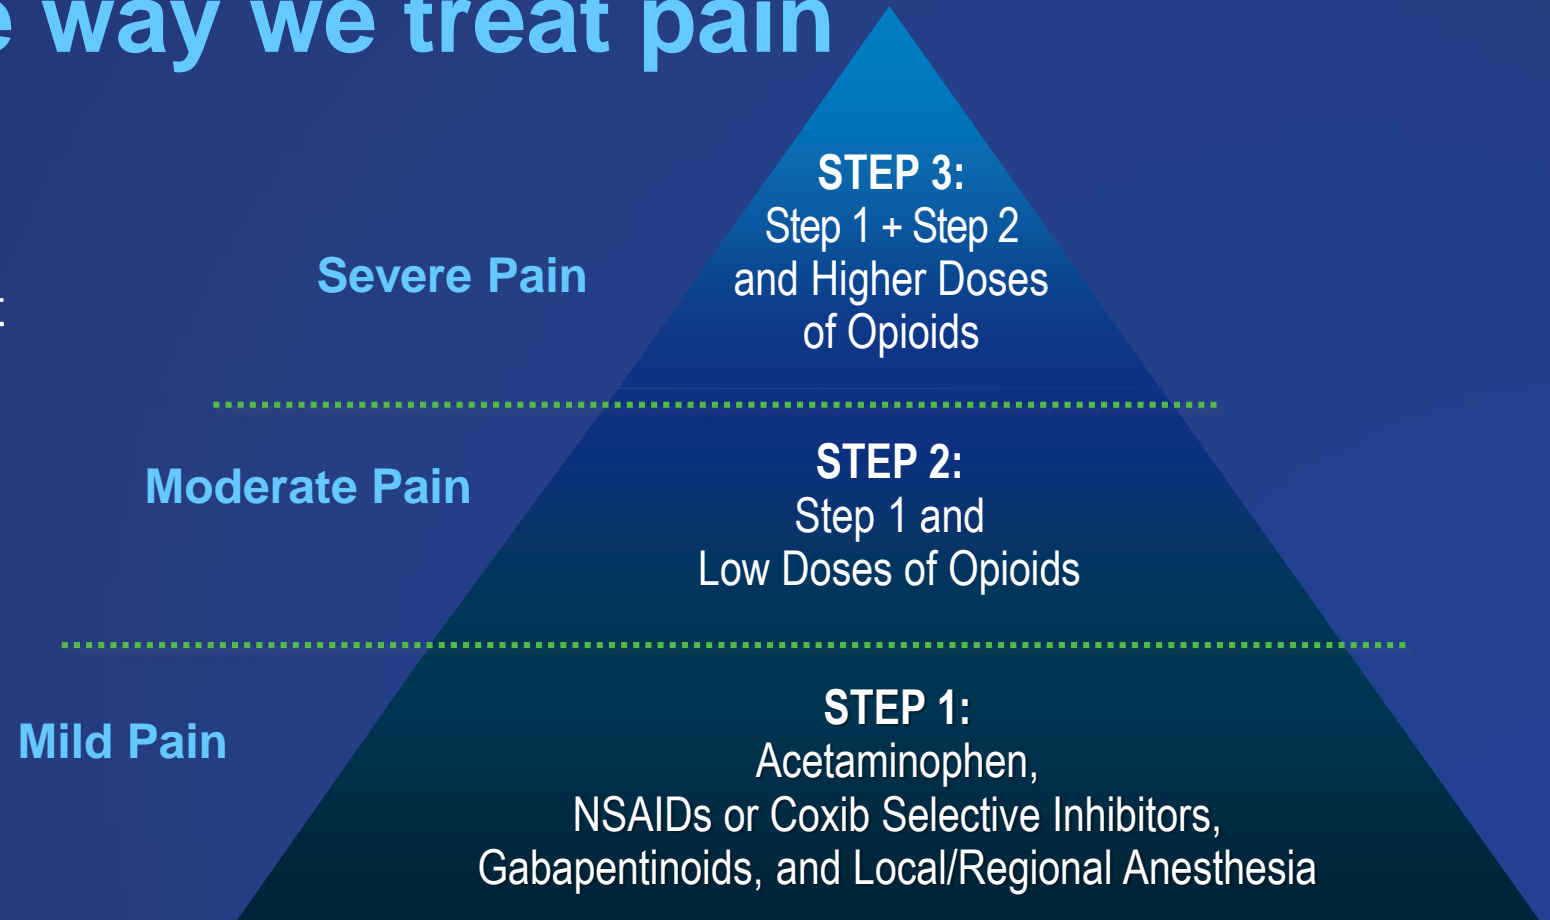 e way we treat pain
STEP 3:
Step 1 + Step 2
and Higher Doses
of Opioids
Severe Pain
STEP 2:
Step 1 and
Low Doses of Opioids
Moderate Pain
STEP 1:
Acetaminophen,
NSAIDs or Coxib Selective Inhibitors,
Gabapentinoids, and Local/Regional Anesthesia
Mild Pain